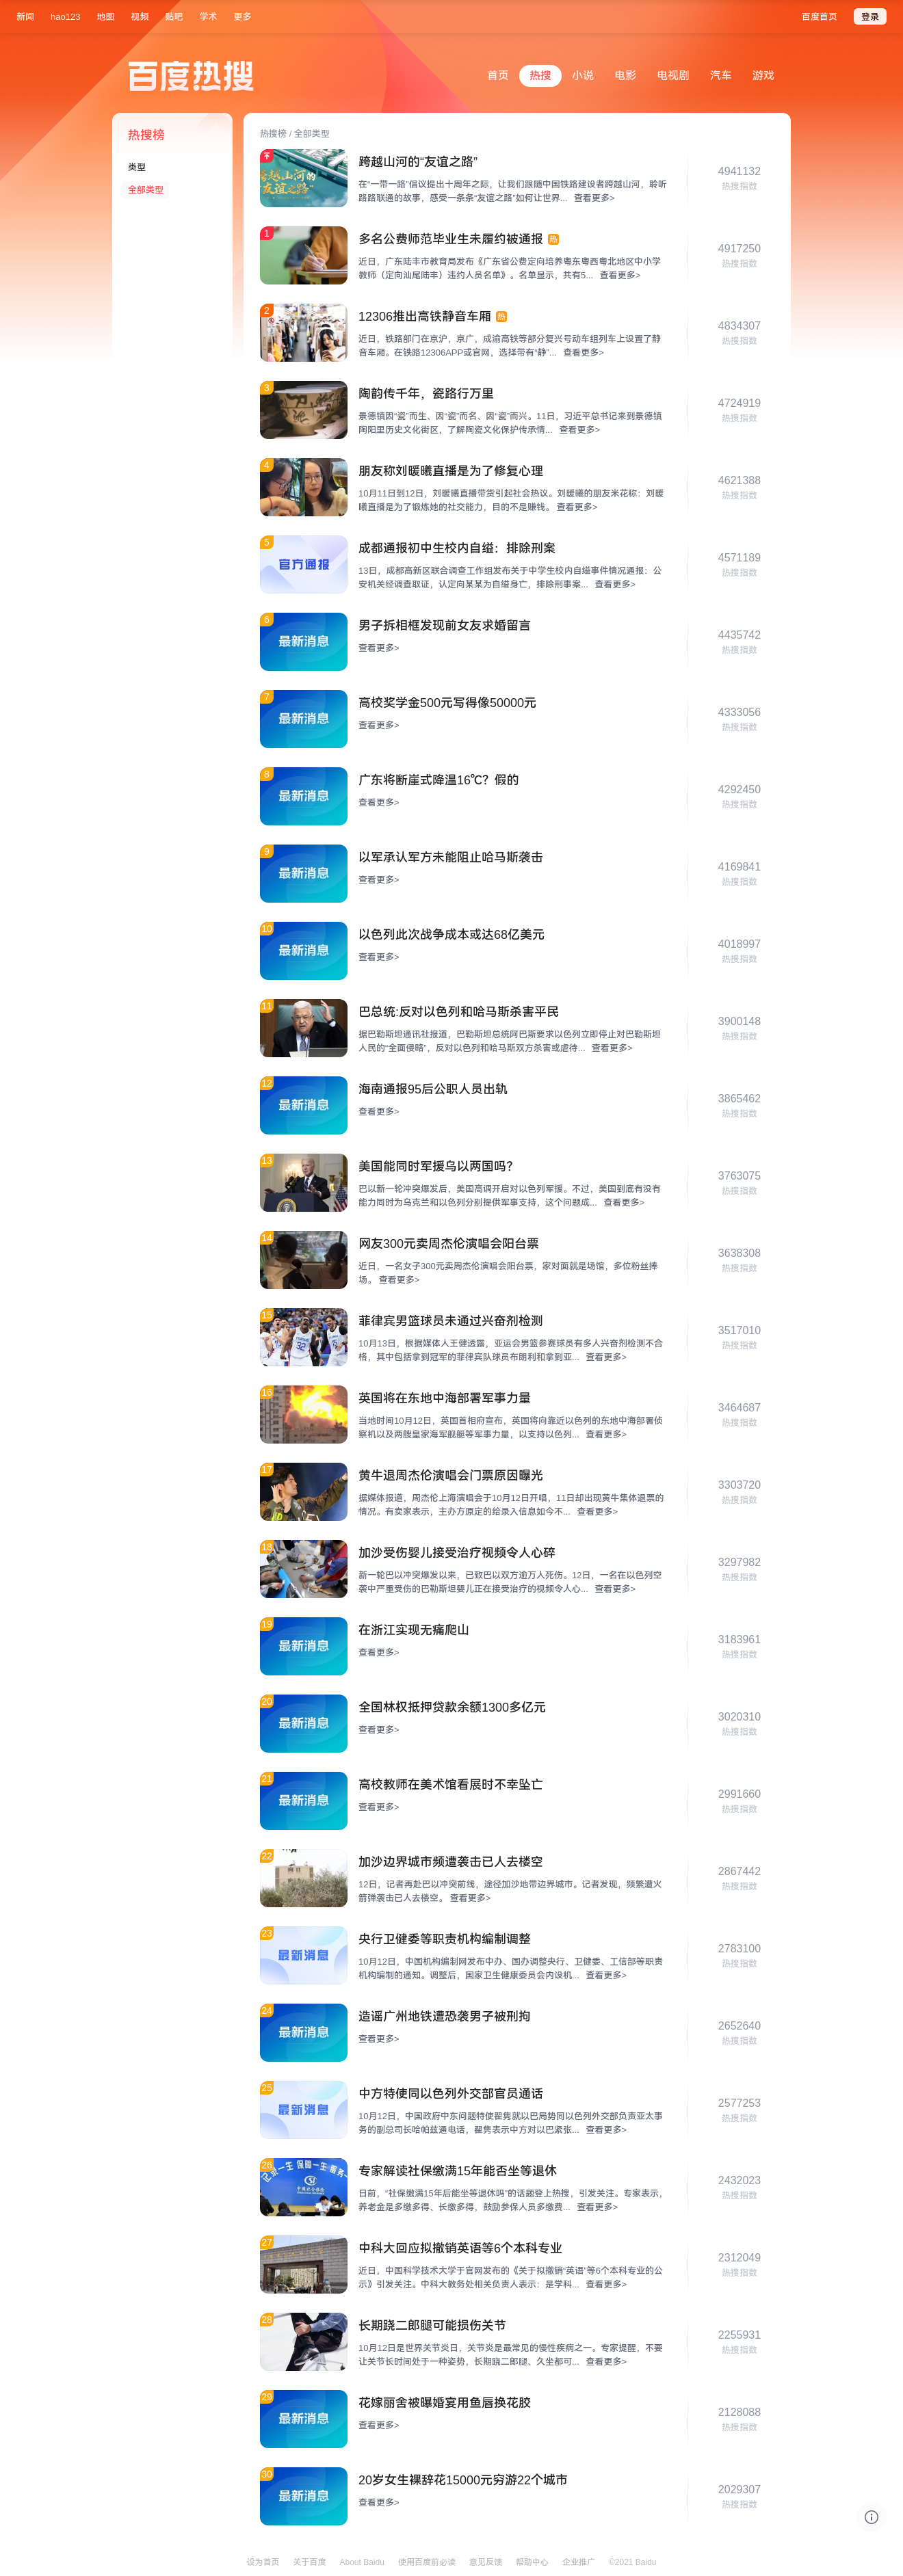 新闻 hao123 地图 视频 贴吧 学术 更多 百度首页 登录
百度热搜 首页 热搜 小说 电影 电视剧 汽车 游戏
热搜榜
类型
全部类型
热搜榜 / 全部类型
跨越山河的“友谊之路”
在“一带一路”倡议提出十周年之际，让我们跟随中国铁路建设者跨越山河，聆听
路路联通的故事，感受一条条“友谊之路”如何让世界... 查看更多>
4941132
热搜指数
1
多名公费师范毕业生未履约被通报 热
近日，广东陆丰市教育局发布《广东省公费定向培养粤东粤西粤北地区中小学
教师（定向汕尾陆丰）违约人员名单》。名单显示，共有5... 查看更多>
4917250
热搜指数
2
12306推出高铁静音车厢 热
近日，铁路部门在京沪，京广，成渝高铁等部分复兴号动车组列车上设置了静
音车厢。在铁路12306APP或官网，选择带有“静”... 查看更多>
4834307
热搜指数
3
陶韵传千年，瓷路行万里
景德镇因“瓷”而生、因“瓷”而名、因“瓷”而兴。11日，习近平总书记来到景德镇
陶阳里历史文化街区，了解陶瓷文化保护传承情... 查看更多>
4724919
热搜指数
4
朋友称刘暖曦直播是为了修复心理
10月11日到12日，刘暖曦直播带货引起社会热议。刘暖曦的朋友米花称：刘暖
曦直播是为了锻炼她的社交能力，目的不是赚钱。 查看更多>
4621388
热搜指数
5
官方通报
成都通报初中生校内自缢：排除刑案
13日，成都高新区联合调查工作组发布关于中学生校内自缢事件情况通报：公
安机关经调查取证，认定向某某为自缢身亡，排除刑事案... 查看更多>
4571189
热搜指数
6
最新消息
男子拆相框发现前女友求婚留言
查看更多>
4435742
热搜指数
7
最新消息
高校奖学金500元写得像50000元
查看更多>
4333056
热搜指数
8
最新消息
广东将断崖式降温16℃？假的
查看更多>
4292450
热搜指数
9
最新消息
以军承认军方未能阻止哈马斯袭击
查看更多>
4169841
热搜指数
10
最新消息
以色列此次战争成本或达68亿美元
查看更多>
4018997
热搜指数
11
巴总统:反对以色列和哈马斯杀害平民
据巴勒斯坦通讯社报道，巴勒斯坦总统阿巴斯要求以色列立即停止对巴勒斯坦
人民的“全面侵略”，反对以色列和哈马斯双方杀害或虐待... 查看更多>
3900148
热搜指数
12
最新消息
海南通报95后公职人员出轨
查看更多>
3865462
热搜指数
13
美国能同时军援乌以两国吗？
巴以新一轮冲突爆发后，美国高调开启对以色列军援。不过，美国到底有没有
能力同时为乌克兰和以色列分别提供军事支持，这个问题成... 查看更多>
3763075
热搜指数
14
网友300元卖周杰伦演唱会阳台票
近日，一名女子300元卖周杰伦演唱会阳台票，家对面就是场馆，多位粉丝捧
场。 查看更多>
3638308
热搜指数
15
菲律宾男篮球员未通过兴奋剂检测
10月13日，根据媒体人王健透露，亚运会男篮参赛球员有多人兴奋剂检测不合
格，其中包括拿到冠军的菲律宾队球员布朗利和拿到亚... 查看更多>
3517010
热搜指数
16
英国将在东地中海部署军事力量
当地时间10月12日，英国首相府宣布，英国将向靠近以色列的东地中海部署侦
察机以及两艘皇家海军舰艇等军事力量，以支持以色列... 查看更多>
3464687
热搜指数
17
黄牛退周杰伦演唱会门票原因曝光
据媒体报道，周杰伦上海演唱会于10月12日开唱，11日却出现黄牛集体退票的
情况。有卖家表示，主办方原定的给录入信息如今不... 查看更多>
3303720
热搜指数
18
加沙受伤婴儿接受治疗视频令人心碎
新一轮巴以冲突爆发以来，已致巴以双方逾万人死伤。12日，一名在以色列空
袭中严重受伤的巴勒斯坦婴儿正在接受治疗的视频令人心... 查看更多>
3297982
热搜指数
19
最新消息
在浙江实现无痛爬山
查看更多>
3183961
热搜指数
20
最新消息
全国林权抵押贷款余额1300多亿元
查看更多>
3020310
热搜指数
21
最新消息
高校教师在美术馆看展时不幸坠亡
查看更多>
2991660
热搜指数
22
加沙边界城市频遭袭击已人去楼空
12日，记者再赴巴以冲突前线，途径加沙地带边界城市。记者发现，频繁遭火
箭弹袭击已人去楼空。 查看更多>
2867442
热搜指数
23
最新消息
央行卫健委等职责机构编制调整
10月12日，中国机构编制网发布中办、国办调整央行、卫健委、工信部等职责
机构编制的通知。调整后，国家卫生健康委员会内设机... 查看更多>
2783100
热搜指数
24
最新消息
造谣广州地铁遭恐袭男子被刑拘
查看更多>
2652640
热搜指数
25
最新消息
中方特使同以色列外交部官员通话
10月12日，中国政府中东问题特使翟隽就以巴局势同以色列外交部负责亚太事
务的副总司长哈帕兹通电话，翟隽表示中方对以巴紧张... 查看更多>
2577253
热搜指数
26
专家解读社保缴满15年能否坐等退休
日前，“社保缴满15年后能坐等退休吗”的话题登上热搜，引发关注。专家表示，
养老金是多缴多得、长缴多得，鼓励参保人员多缴费... 查看更多>
2432023
热搜指数
27
中科大回应拟撤销英语等6个本科专业
近日，中国科学技术大学于官网发布的《关于拟撤销“英语”等6个本科专业的公
示》引发关注。中科大教务处相关负责人表示：是学科... 查看更多>
2312049
热搜指数
28
长期跷二郎腿可能损伤关节
10月12日是世界关节炎日，关节炎是最常见的慢性疾病之一。专家提醒，不要
让关节长时间处于一种姿势，长期跷二郎腿、久坐都可... 查看更多>
2255931
热搜指数
29
最新消息
花嫁丽舍被曝婚宴用鱼唇换花胶
查看更多>
2128088
热搜指数
30
最新消息
20岁女生裸辞花15000元穷游22个城市
查看更多>
2029307
热搜指数
设为首页 关于百度 About Baidu 使用百度前必读 意见反馈 帮助中心 企业推广 ©2021 Baidu